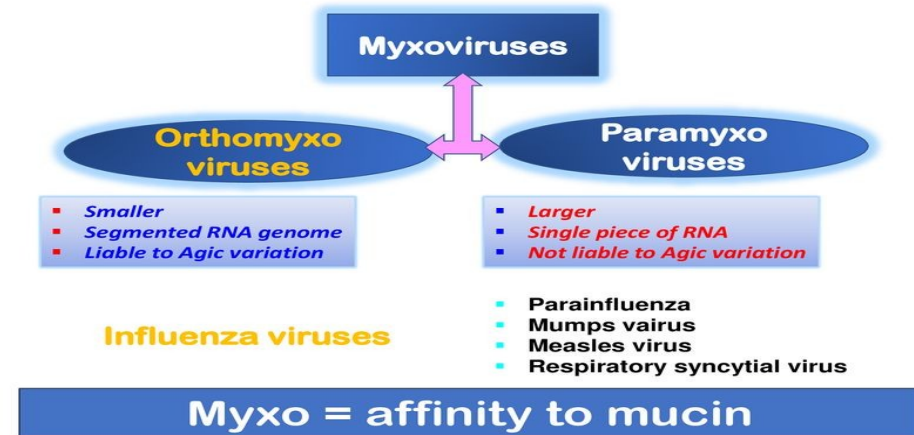 Myxoviruses
Orthomyxo
viruses
Paramyxo
viruses
Smaller
Segmented RNA genome
Liable to Agic variation
Larger
Single piece of RNA
Not liable to Agic variation
Influenza viruses
Parainfluenza
Mumps vairus
Measles virus
Respiratory syncytial virus
Myxo = affinity to mucin